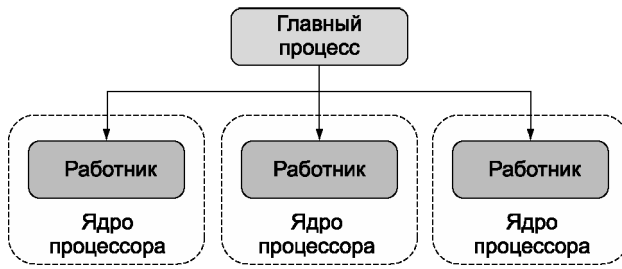 Главный
процесс
Работник
Работник
Работник
Ядро
процессора
Ядро
процессора
Ядро
процессора